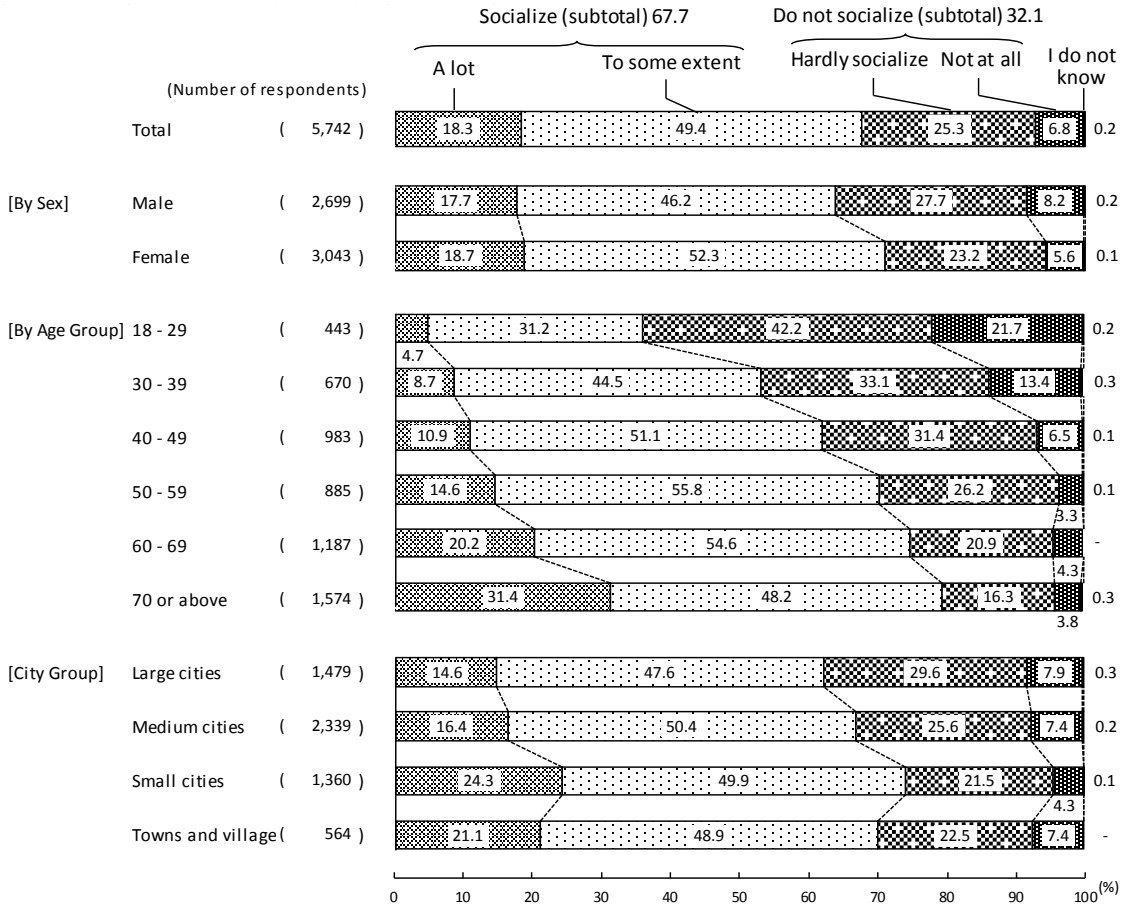 Socialize (subtotal) 67.7 Do not socialize (subtotal) 32.1
A lot To some extent Hardly socialize Not at all I do not know
(Number of respondents)
Total ( 5,742 ) 18.3 49.4 25.3 6.8 0.2
[By Sex] Male ( 2,699 ) 17.7 46.2 27.7 8.2 0.2
Female ( 3,043 ) 18.7 52.3 23.2 5.6 0.1
[By Age Group] 18 - 29 ( 443 ) 31.2 42.2 21.7 0.2
4.7
30 - 39 ( 670 ) 8.7 44.5 33.1 13.4 0.3
40 - 49 ( 983 ) 10.9 51.1 31.4 6.5 0.1
50 - 59 ( 885 ) 14.6 55.8 26.2 0.1
3.3
60 - 69 ( 1,187 ) 20.2 54.6 20.9 -
4.3
70 or above ( 1,574 ) 31.4 48.2 16.3 0.3
3.8
[City Group] Large cities ( 1,479 ) 14.6 47.6 29.6 7.9 0.3
Medium cities ( 2,339 ) 16.4 50.4 25.6 7.4 0.2
Small cities ( 1,360 ) 24.3 49.9 21.5 0.1
4.3
Towns and village ( 564 ) 21.1 48.9 22.5 7.4 -
0 10 20 30 40 50 60 70 80 90 100 (%)